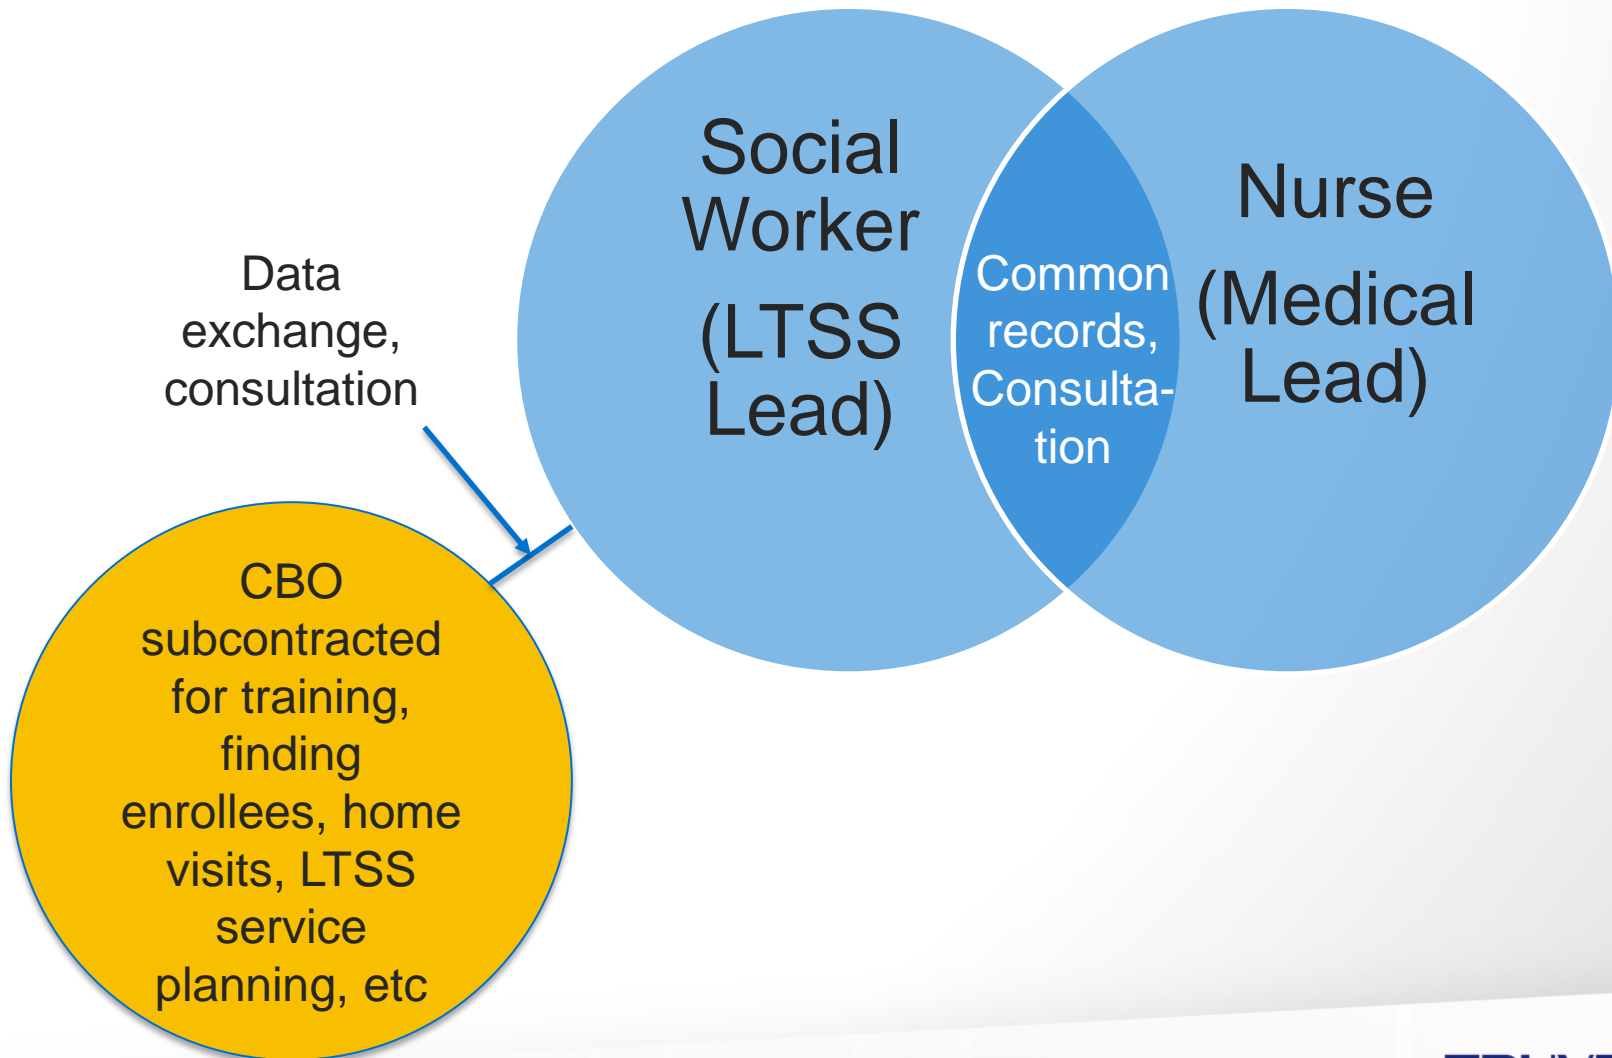 Social
Worker
(LTSS
Lead)
Common
records,
Consulta-
tion
Nurse
(Medical
Lead)
Data
exchange,
consultation
CBO
subcontracted
for training,
finding
enrollees, home
visits, LTSS
service
planning, etc